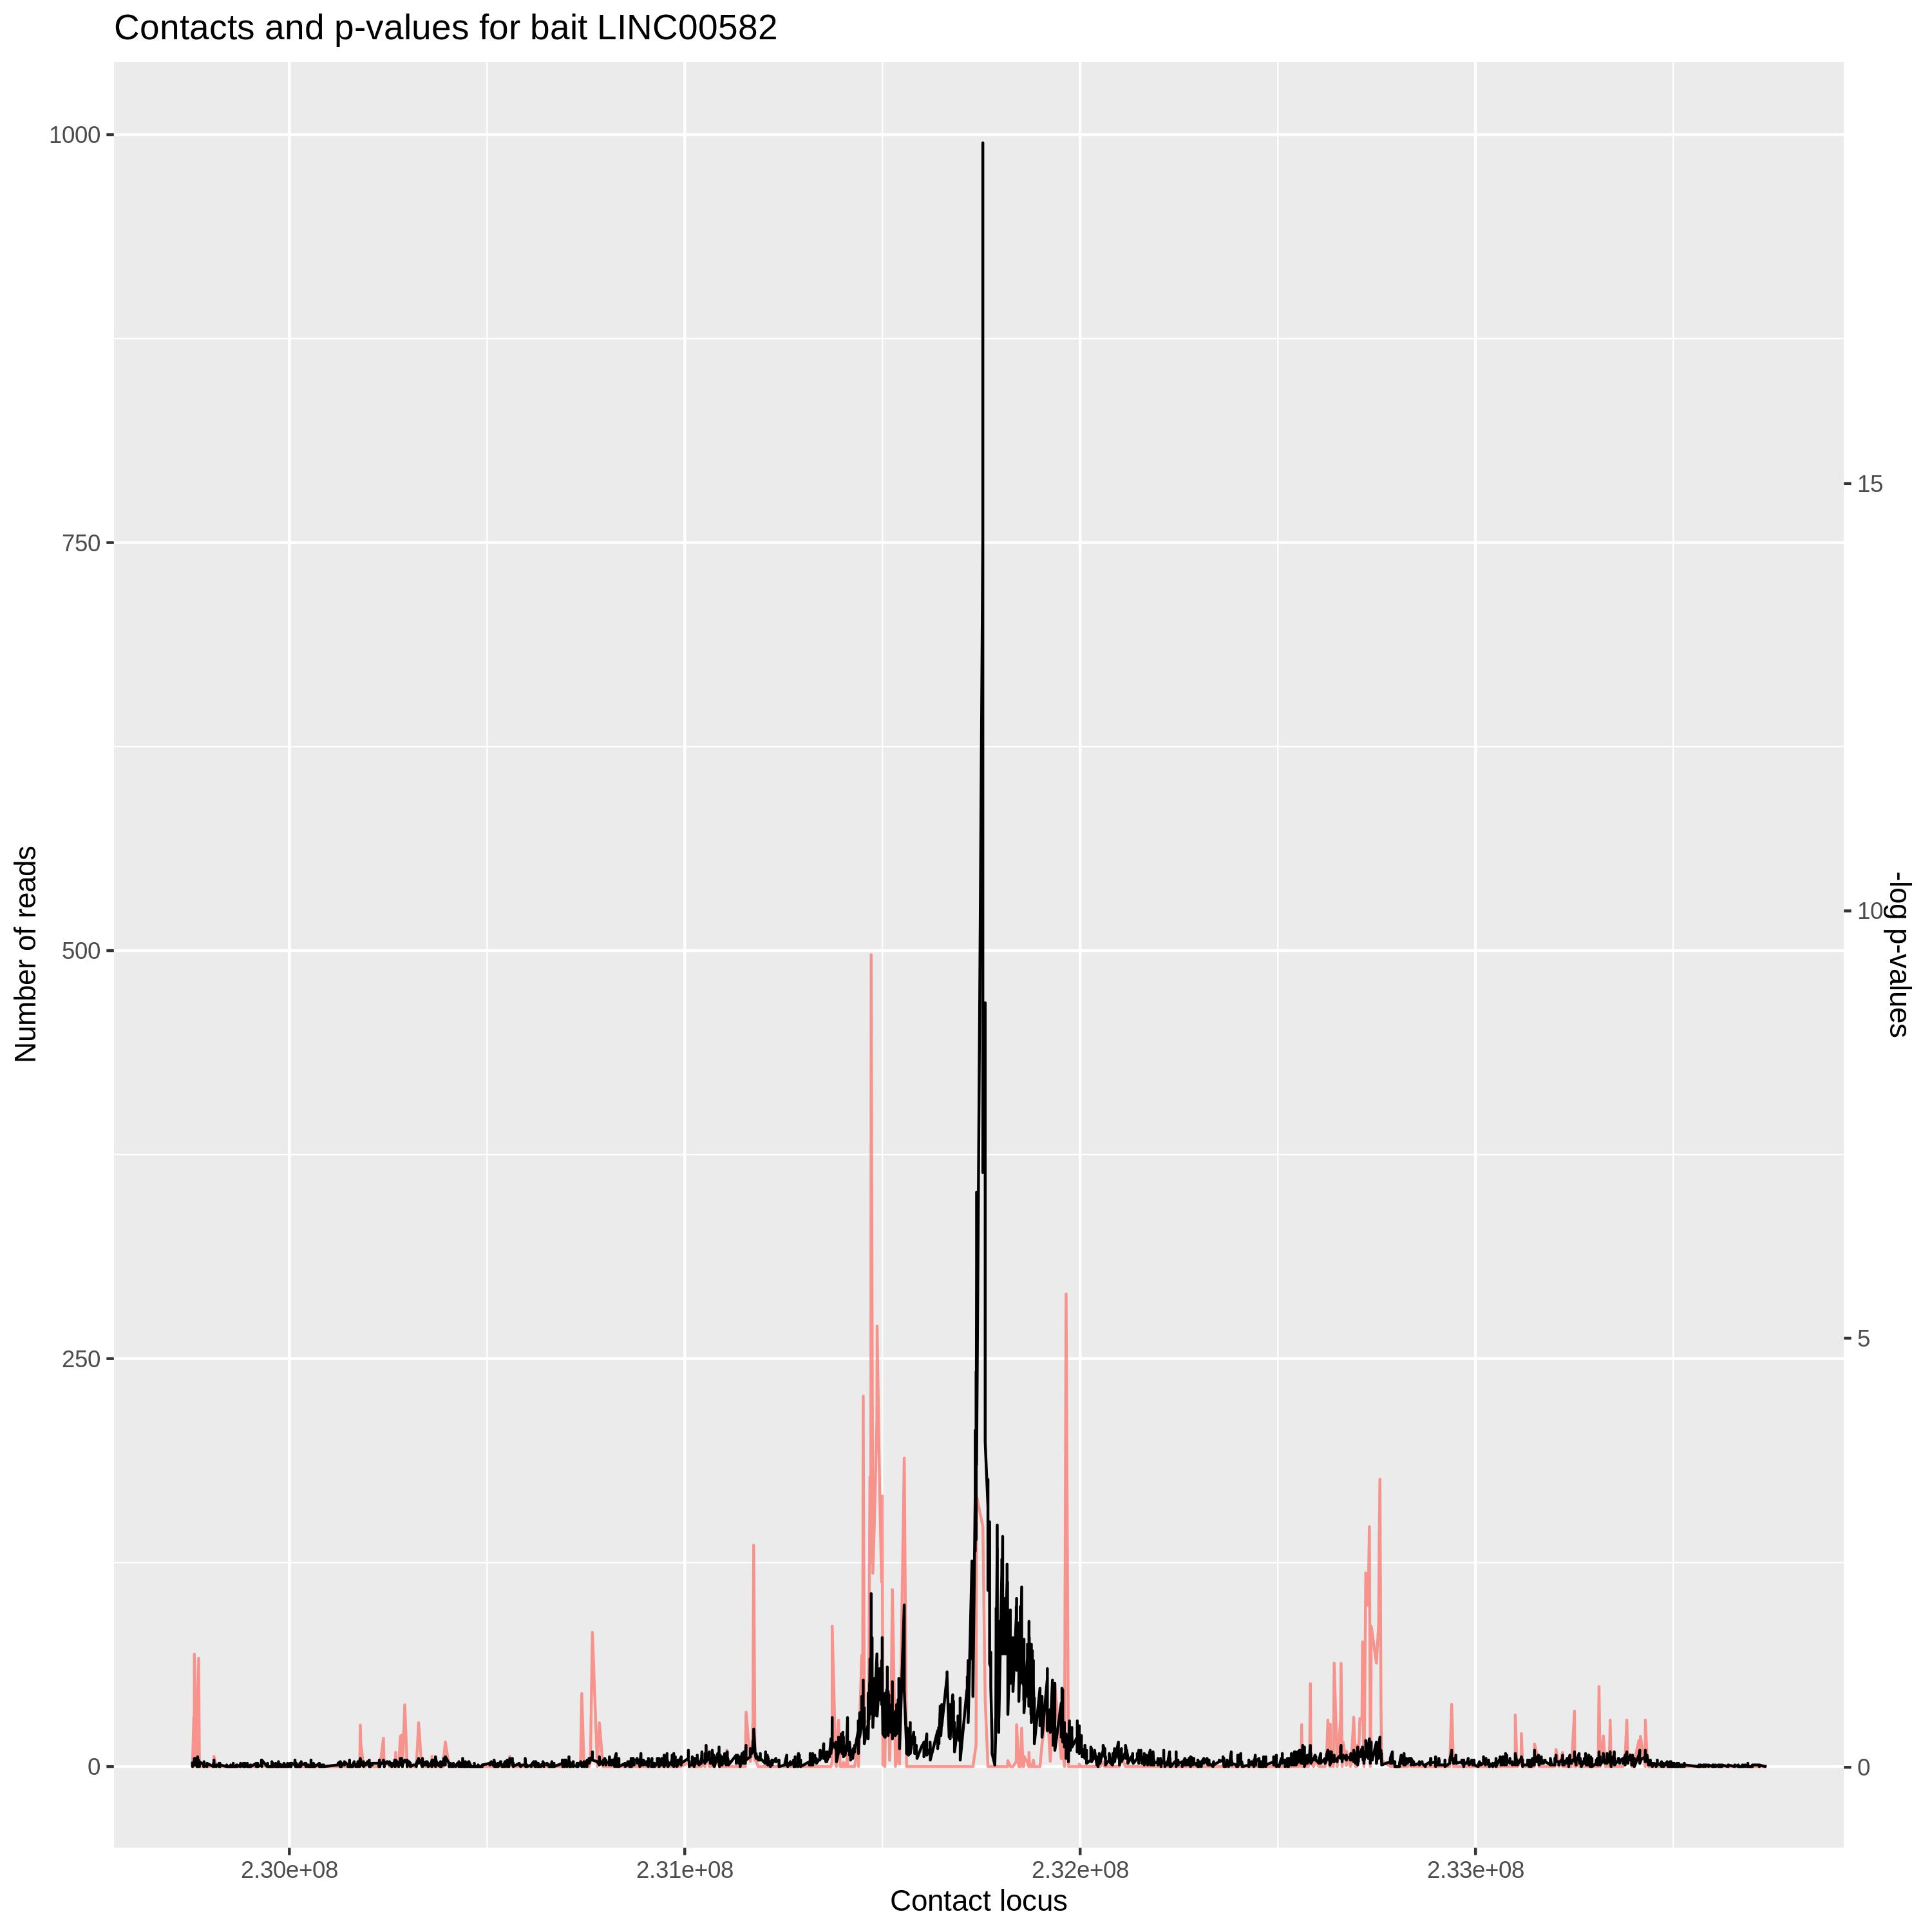 Contacts and p-values for bait LINC00582
1000
750
500
250
0
Number of reads
15
10
5
0
-log p-values
2.30e+08
2.31e+08
2.32e+08
2.33e+08
Contact locus